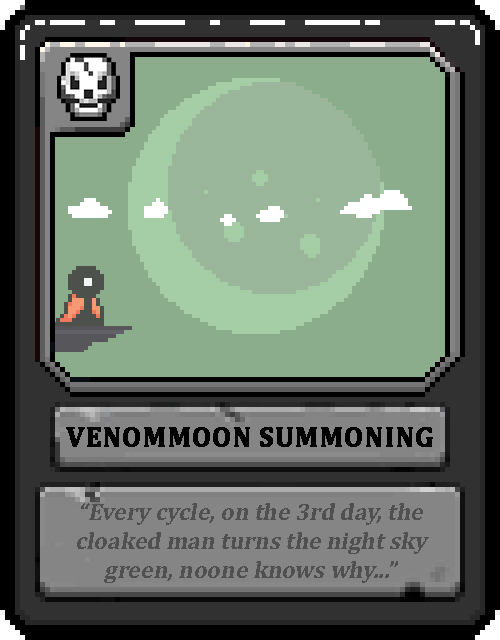 VENOMMOON SUMMONING
“Every cycle, on the 3rd day, the
cloaked man turns the night sky
green, noone knows why...”